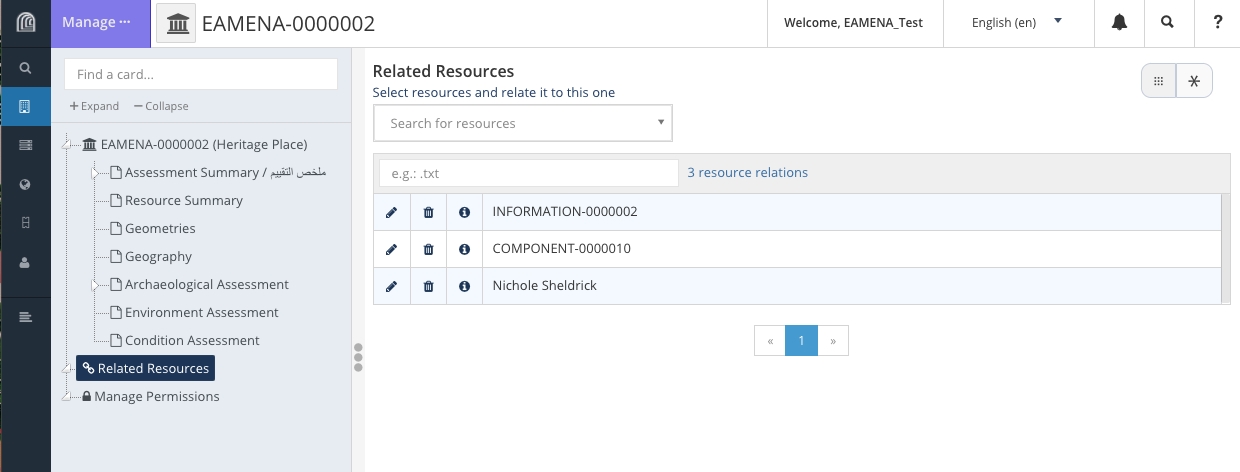 Manage ···
EAMENA-0000002
Welcome, EAMENA_Test
English (en)
?
Find a card...
+ Expand
− Collapse
EAMENA-0000002 (Heritage Place)
Assessment Summary / ملخص التقييم
Resource Summary
Geometries
Geography
Archaeological Assessment
Environment Assessment
Condition Assessment
Related Resources
Manage Permissions
Related Resources
Select resources and relate it to this one
Search for resources
e.g.: .txt
3 resource relations
INFORMATION-0000002
COMPONENT-0000010
Nichole Sheldrick
« 1 »